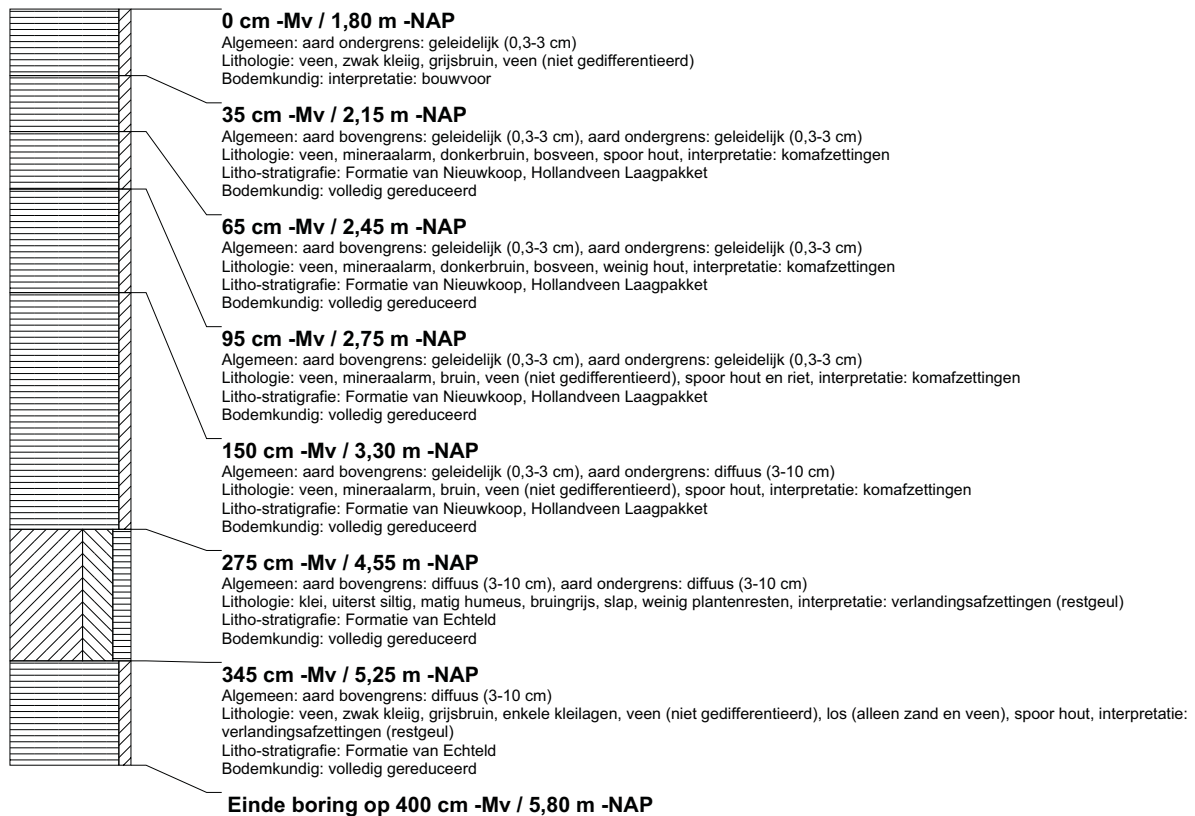 0 cm -Mv / 1,80 m -NAP
Algemeen: aard ondergrens: geleidelijk (0,3-3 cm)
Lithologie: veen, zwak kleiig, grijsbruin, veen (niet gedifferentieerd)
Bodemkundig: interpretatie: bouwvoor
35 cm -Mv / 2,15 m -NAP
Algemeen: aard bovengrens: geleidelijk (0,3-3 cm), aard ondergrens: geleidelijk (0,3-3 cm)
Lithologie: veen, mineraalarm, donkerbruin, bosveen, spoor hout, interpretatie: komafzettingen
Litho-stratigrafie: Formatie van Nieuwkoop, Hollandveen Laagpakket
Bodemkundig: volledig gereduceerd
65 cm -Mv / 2,45 m -NAP
Algemeen: aard bovengrens: geleidelijk (0,3-3 cm), aard ondergrens: geleidelijk (0,3-3 cm)
Lithologie: veen, mineraalarm, donkerbruin, bosveen, weinig hout, interpretatie: komafzettingen
Litho-stratigrafie: Formatie van Nieuwkoop, Hollandveen Laagpakket
Bodemkundig: volledig gereduceerd
95 cm -Mv / 2,75 m -NAP
Algemeen: aard bovengrens: geleidelijk (0,3-3 cm), aard ondergrens: geleidelijk (0,3-3 cm)
Lithologie: veen, mineraalarm, bruin, veen (niet gedifferentieerd), spoor hout en riet, interpretatie: komafzettingen
Litho-stratigrafie: Formatie van Nieuwkoop, Hollandveen Laagpakket
Bodemkundig: volledig gereduceerd
150 cm -Mv / 3,30 m -NAP
Algemeen: aard bovengrens: geleidelijk (0,3-3 cm), aard ondergrens: diffuus (3-10 cm)
Lithologie: veen, mineraalarm, bruin, veen (niet gedifferentieerd), spoor hout, interpretatie: komafzettingen
Litho-stratigrafie: Formatie van Nieuwkoop, Hollandveen Laagpakket
Bodemkundig: volledig gereduceerd
275 cm -Mv / 4,55 m -NAP
Algemeen: aard bovengrens: diffuus (3-10 cm), aard ondergrens: diffuus (3-10 cm)
Lithologie: klei, uiterst siltig, matig humeus, bruingrijs, slap, weinig plantenresten, interpretatie: verlandingsafzettingen (restgeul)
Litho-stratigrafie: Formatie van Echteld
Bodemkundig: volledig gereduceerd
345 cm -Mv / 5,25 m -NAP
Algemeen: aard bovengrens: diffuus (3-10 cm)
Lithologie: veen, zwak kleiig, grijsbruin, enkele kleilagen, veen (niet gedifferentieerd), los (alleen zand en veen), spoor hout, interpretatie:
verlandingsafzettingen (restgeul)
Litho-stratigrafie: Formatie van Echteld
Bodemkundig: volledig gereduceerd
Einde boring op 400 cm -Mv / 5,80 m -NAP